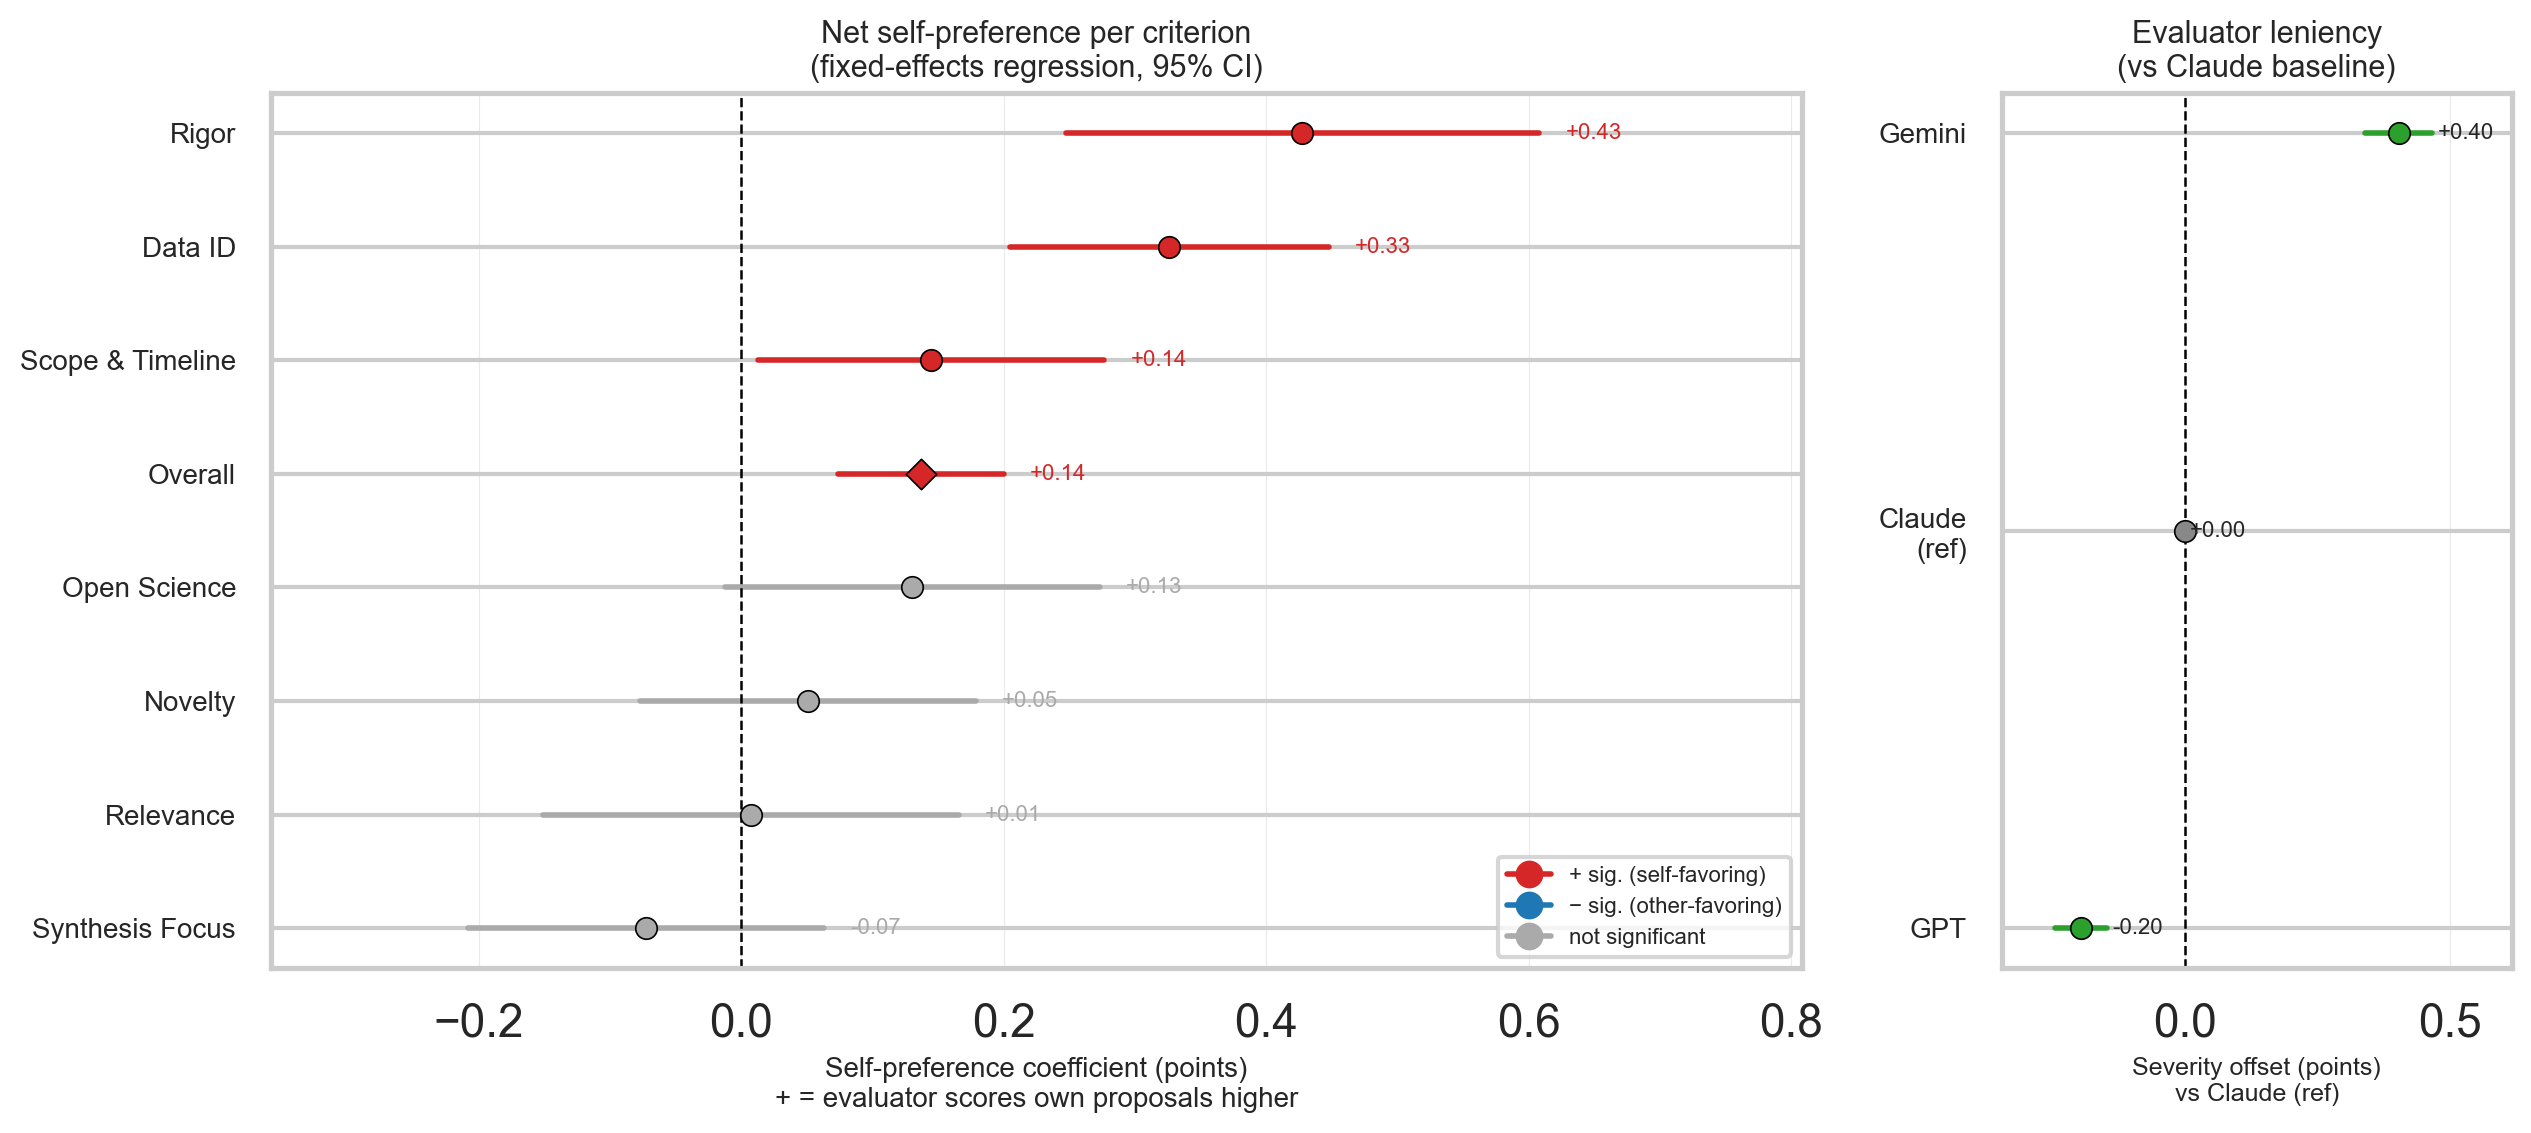 Net self-preference per criterion
(fixed-effects regression, 95% CI)
Rigor
+0.43
Data ID
+0.33
Scope & Timeline
+0.14
Overall
+0.14
Open Science
+0.13
Novelty
+0.05
Relevance
+0.01
Synthesis Focus
-0.07
+ sig. (self-favoring)
− sig. (other-favoring)
not significant
−0.2
0.0
0.2
0.4
0.6
0.8
Self-preference coefficient (points)
+ = evaluator scores own proposals higher
Evaluator leniency
(vs Claude baseline)
Gemini
+0.40
Claude
(ref)
+0.00
GPT
-0.20
0.0
0.5
Severity offset (points)
vs Claude (ref)